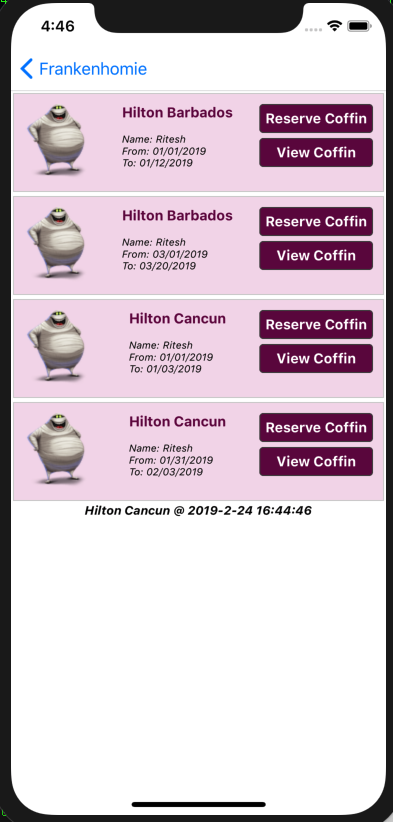 4:46
Frankenhomie
Hilton Barbados
Name: Ritesh
From: 01/01/2019
To: 01/12/2019
Reserve Coffin
View Coffin
Hilton Barbados
Name: Ritesh
From: 03/01/2019
To: 03/20/2019
Reserve Coffin
View Coffin
Hilton Cancun
Name: Ritesh
From: 01/01/2019
To: 01/03/2019
Reserve Coffin
View Coffin
Hilton Cancun
Name: Ritesh
From: 01/31/2019
To: 02/03/2019
Reserve Coffin
View Coffin
Hilton Cancun @ 2019-2-24 16:44:46